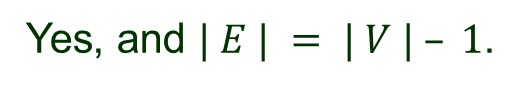 Yes, and | E | = | V | – 1.